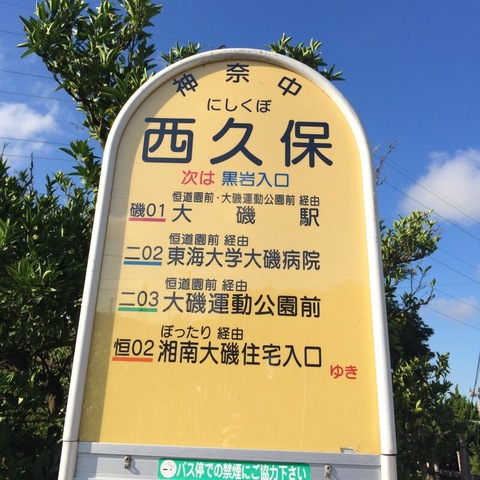 神奈中
にしくぼ
西久保
次は 黒岩入口
恒道園前・大磯運動公園前 経由
磯01 大磯駅
恒道園前 経由
二02 東海大学大磯病院
恒道園前 経由
二03 大磯運動公園前
ぼったり 経由
恒02 湘南大磯住宅入口
ゆき
バス停での禁煙にご協力下さい